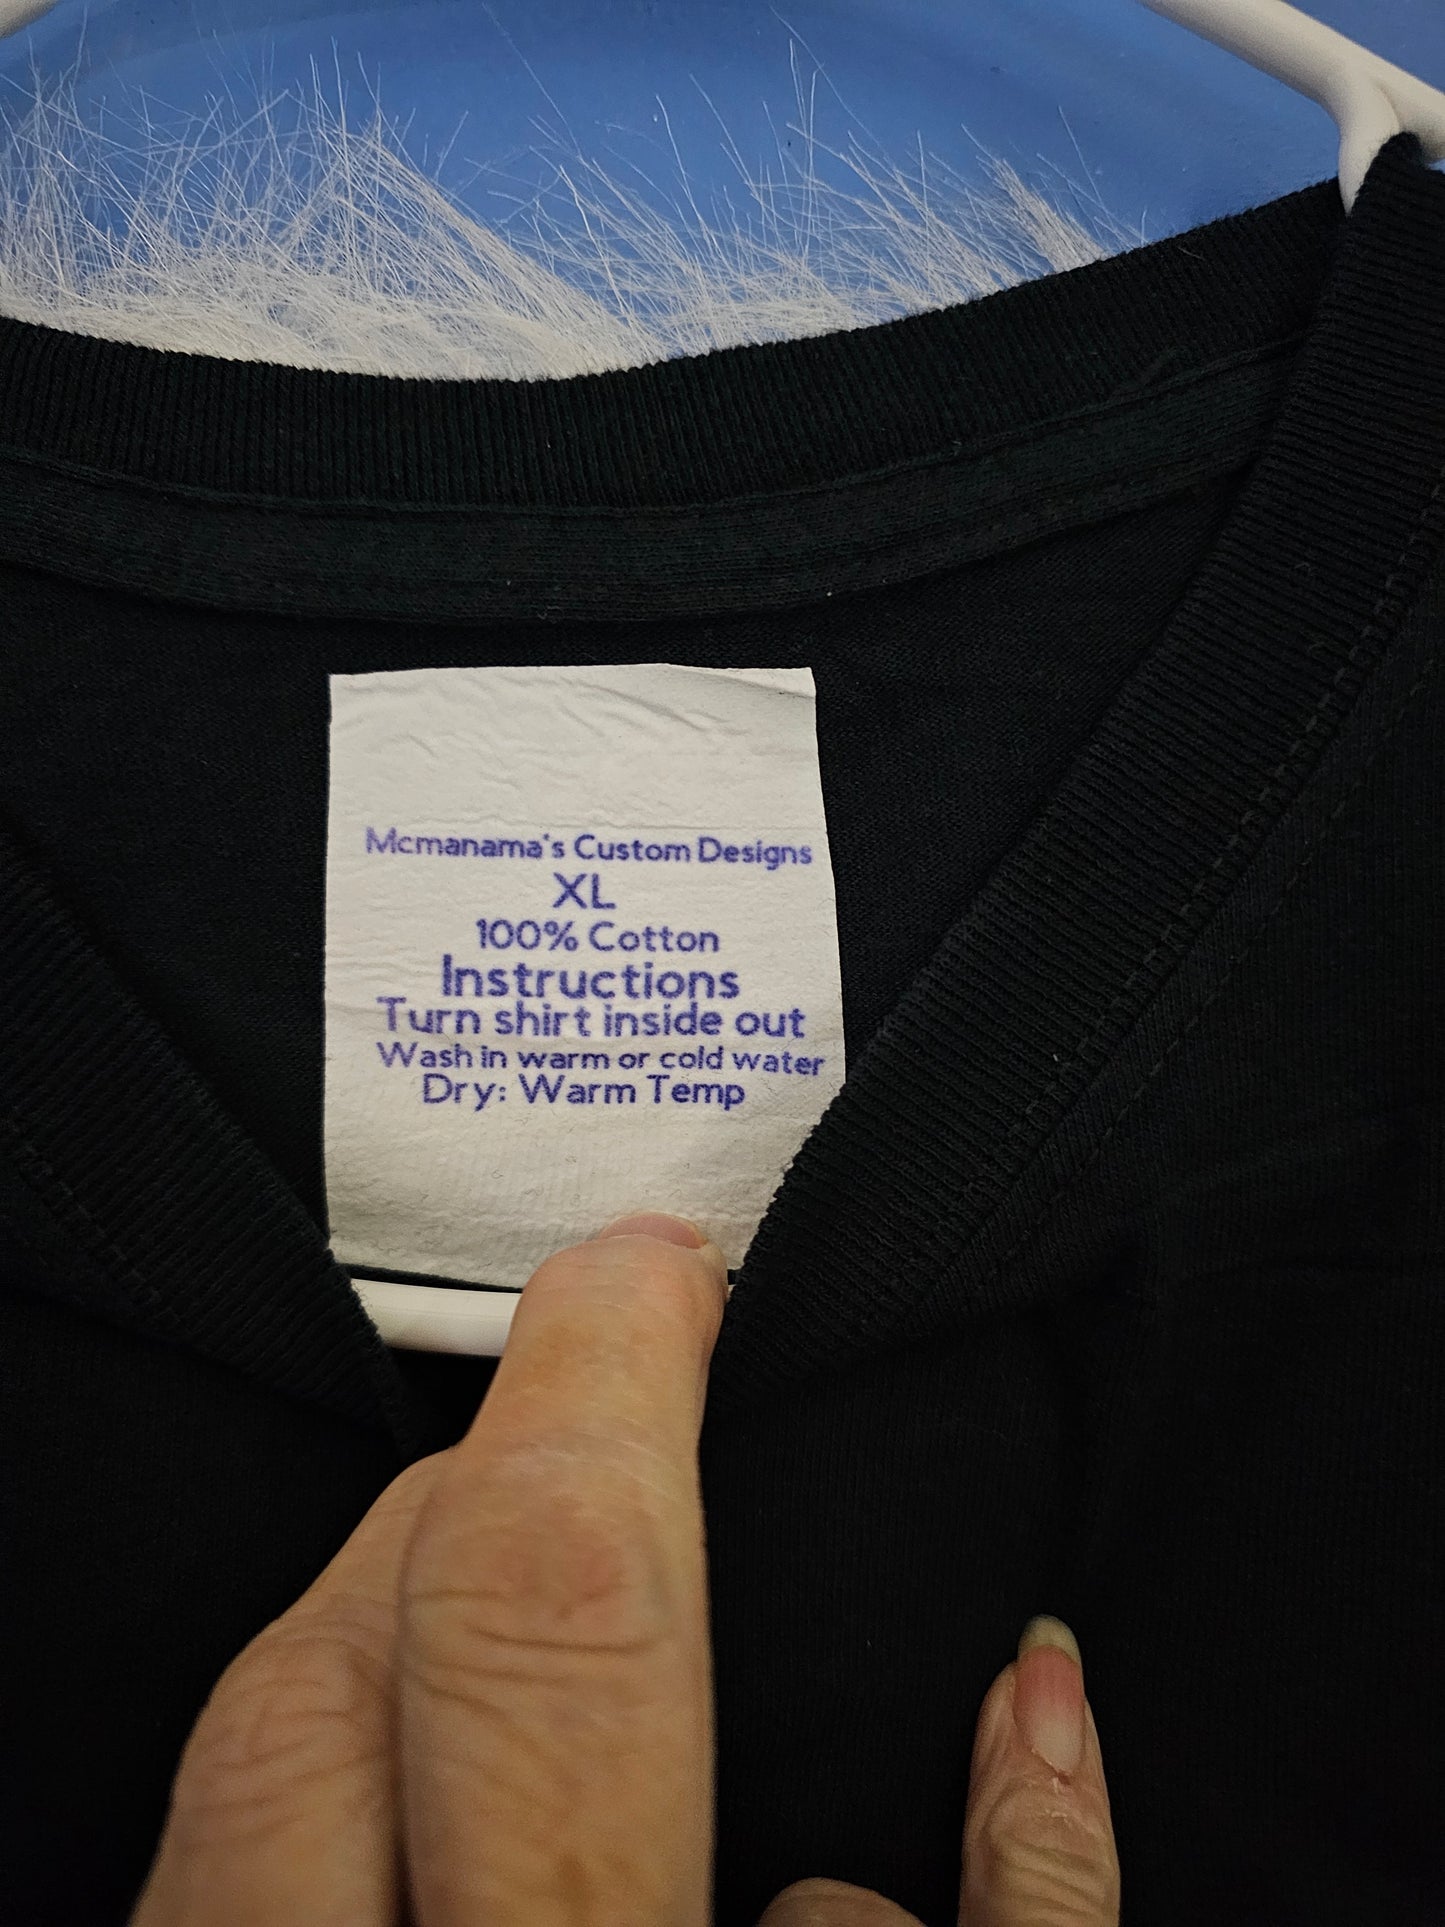 Mcmanama's Custom Designs
XL
100% Cotton
Instructions
Turn shirt inside out
Wash in warm or cold water
Dry: Warm Temp